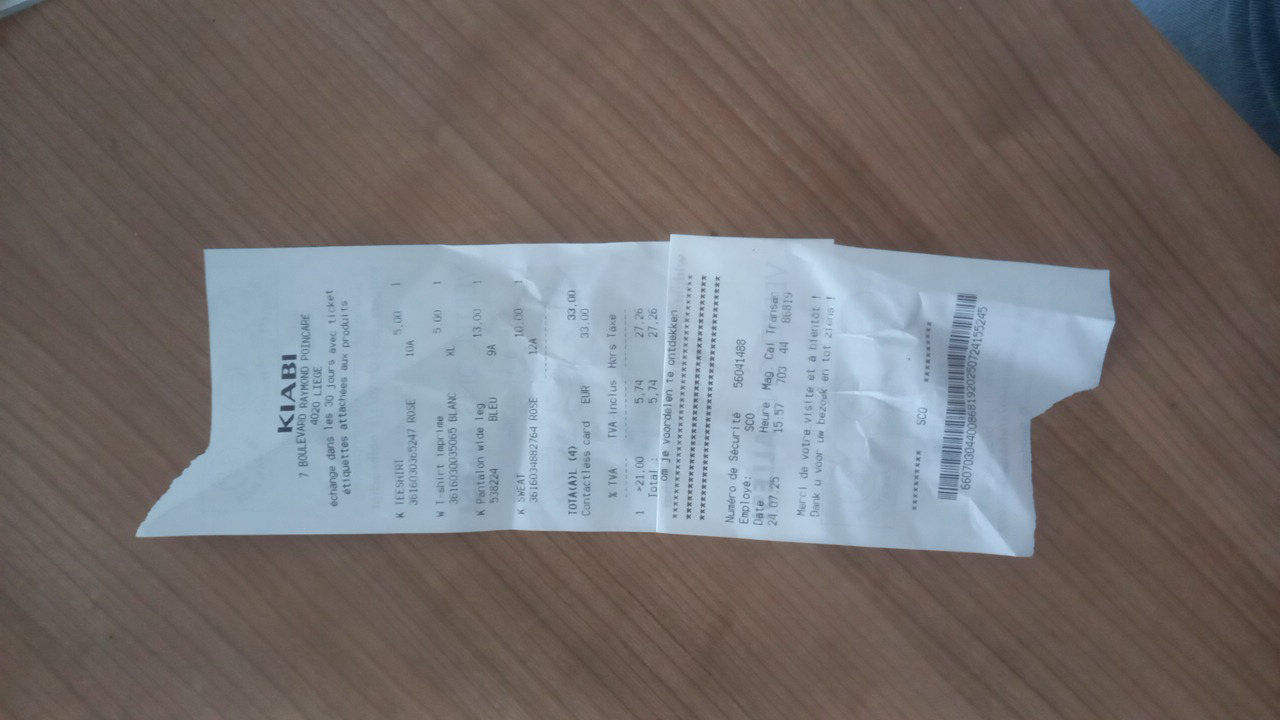 KIABI
7 BOULEVARD RAYMOND POINCARE
4020 LIEGE
échange dans les 30 jours avec ticket
étiquettes attachées aux produits
K TEESHIRT 10A 5,00 1
3616030365247 ROSE
W T-shirt imprime XL 5,00 1
3616030035065 BLANC
K Pantalon wide leg 9A 13,00 1
538224 BLEU
K SWEAT 12A 10,00 1
3616034882764 ROSE
TOTA(A)L (4) 33,00
Contactless card EUR 33,00
% TVA TVA Inclus Hors Taxe
1 >21,00 5,74 27,26
Total : 5,74 27,26
om je voordelen te ontdekken
Numéro de Sécurité 56041488
Employé: SCO
Date Heure Mag. Cai Transac
24.07.25 15:57 703 44 86819
Merci de votre visite et à bientôt !
Dank u voor uw bezoek en tot ziens !
********* SCO *********
660703044008681920250724155245